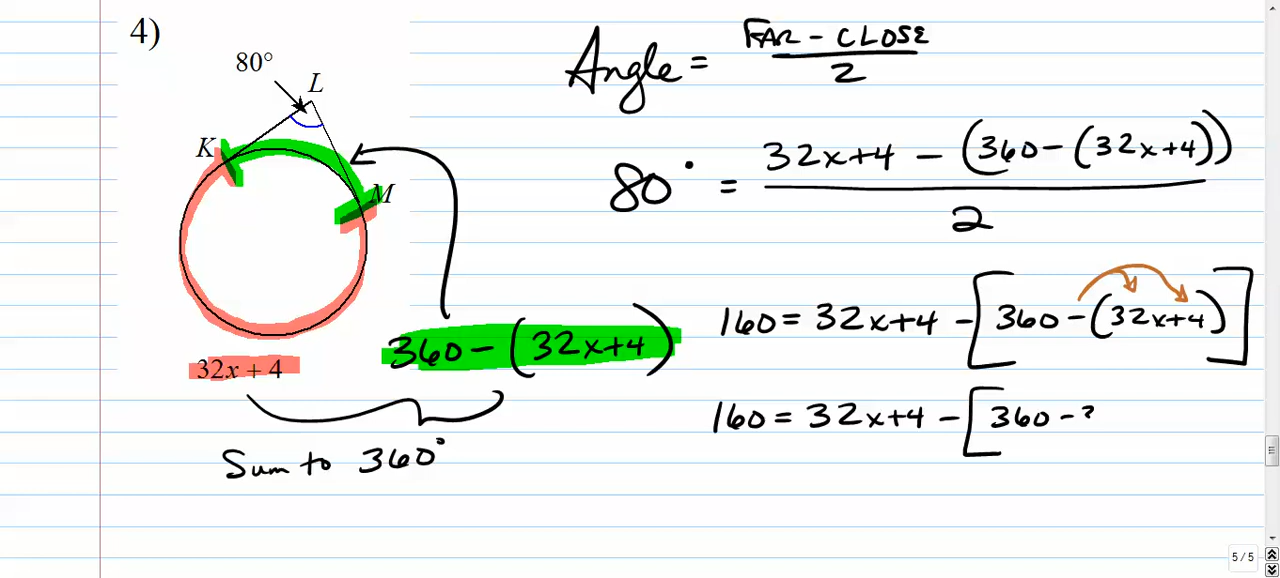 4)
Angle = FAR - CLOSE / 2
80°
L
K
M
80° = 32x+4 - (360 - (32x+4)) / 2
160 = 32x+4 - [360 - (32x+4)]
360 - (32x+4)
32x + 4
160 = 32x+4 - [360 -
Sum to 360°
5 / 5